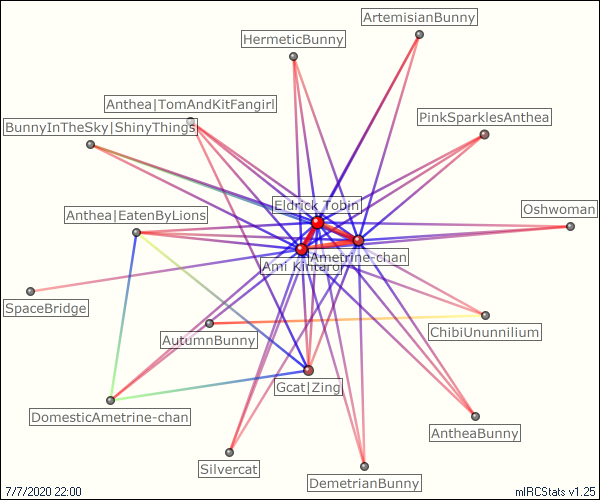 ArtemisianBunny
HermeticBunny
Anthea|TomAndKitFangirl
PinkSparklesAnthea
BunnyInTheSky|ShinyThings
Eldrick Tobin
Anthea|EatenByLions
Oshwoman
Ametrine-chan
Ami Kintaro
SpaceBridge
AutumnBunny
ChibiUnunnilium
Gcat|Zing
DomesticAmetrine-chan
AntheaBunny
Silvercat
DemetrianBunny
7/7/2020 22:00
mIRCStats v1.25